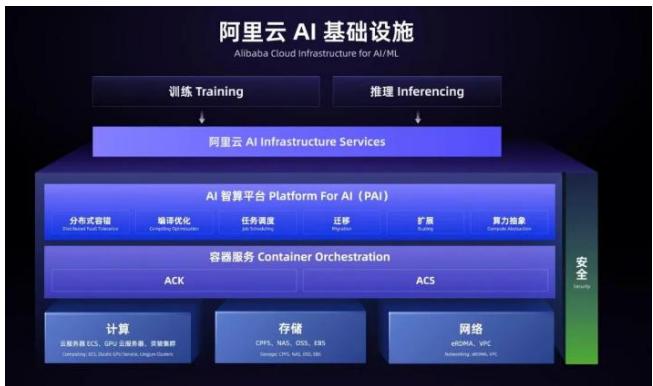 阿里云 AI 基础设施
Alibaba Cloud Infrastructure for AI/ML
训练 Training
推理 Inferencing
阿里云 AI Infrastructure Services
AI 智算平台 Platform For AI（PAI）
分布式容错
Distributed Fault Tolerance
编译优化
Compiling Optimization
任务调度
Job Scheduling
迁移
Migration
扩展
Scaling
算力抽象
Compute Abstraction
容器服务 Container Orchestration
ACK
ACS
计算
云服务器 ECS、GPU 云服务器、灵骏集群
Computing: ECS, Elastic GPU Service, Lingjun Clusters
存储
CPFS、NAS、OSS、EBS
Storage: CPFS, NAS, OSS, EBS
网络
eRDMA、VPC
Networking: eRDMA, VPC
安全
Security